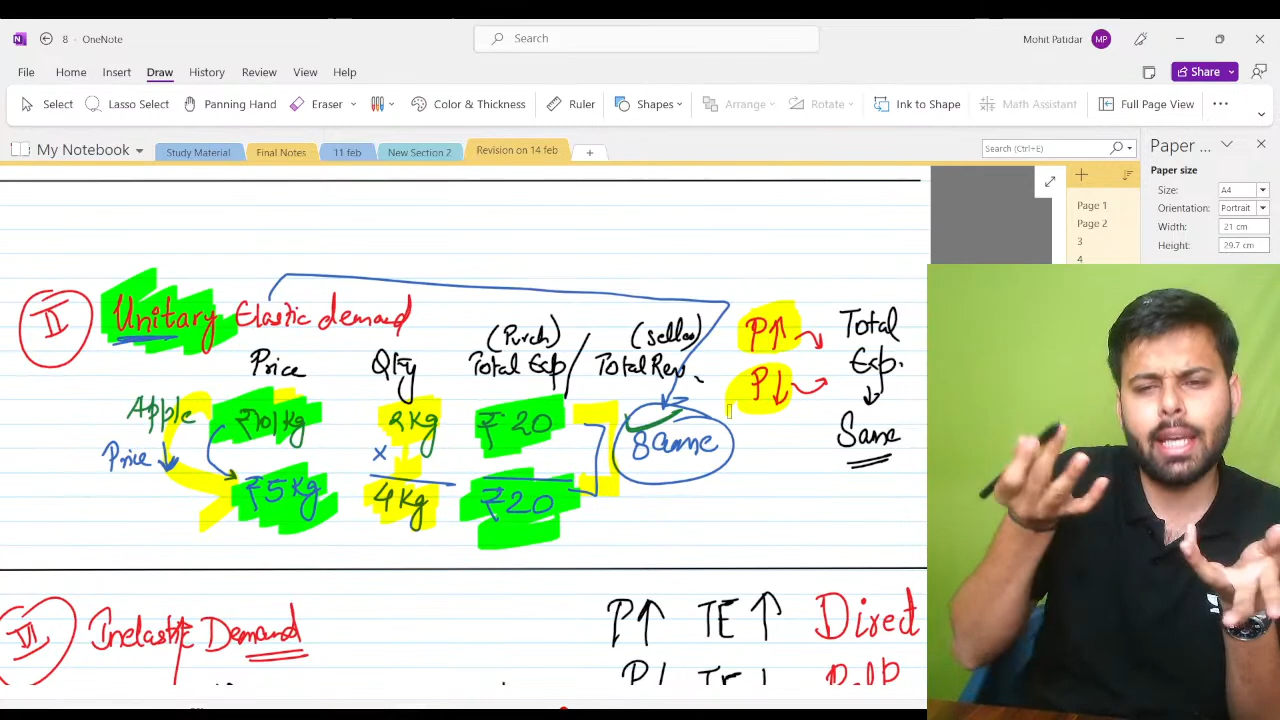 8 - OneNote
Search
Mohit Patidar MP
File Home Insert Draw History Review View Help
Share
Select Lasso Select Panning Hand Eraser Color & Thickness Ruler Shapes Arrange Rotate Ink to Shape Math Assistant Full Page View
My Notebook Study Material Final Notes 11 feb New Section 2 Revision on 14 feb
Search (Ctrl+E)
Paper ...
Paper size
Size: A4
Orientation: Portrait
Width: 21 cm
Height: 29.7 cm
Page 1
Page 2
3
4
II Unitary Elastic demand
Price Qty (Purch) Total Exp / (Seller) Total Rev.
Apple ₹10/Kg 2Kg ₹20
Price ↓ ×
₹5 Kg 4Kg ₹20
Same
P↑
P↓
Total
Exp.
↓
Same
Inelastic Demand
P↑ TE ↑ Direct
P↓